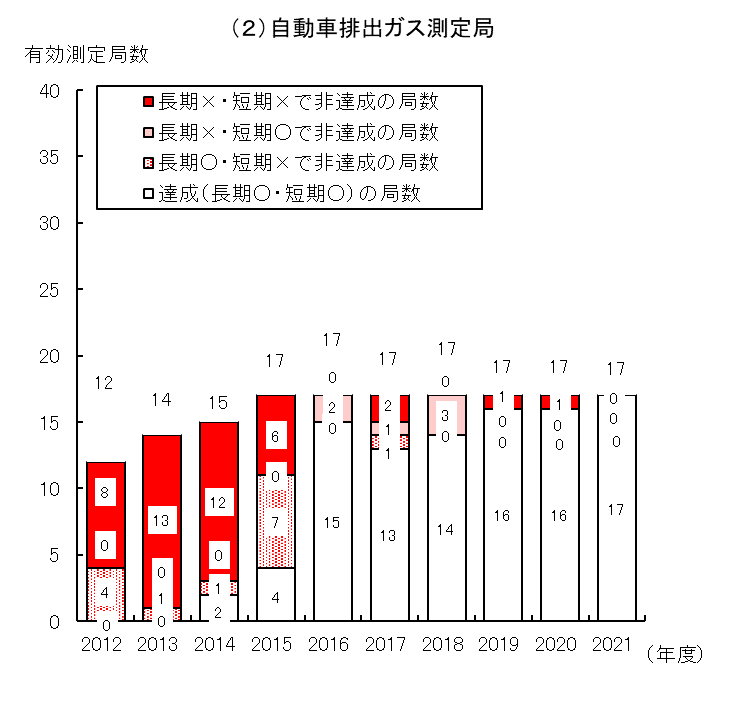 （２）自動車排出ガス測定局
有効測定局数
40
35
30
25
20
15
10
5
0
長期×・短期×で非達成の局数
長期×・短期〇で非達成の局数
長期〇・短期×で非達成の局数
達成（長期〇・短期〇）の局数
12 14 15 17 17 17 17 17 17 17
8 13 12 6 0 2 0 1 1 0
0 0 0 0 2 1 3 0 0 0
4 1 1 7 0 1 0 0 0 0
0 0 2 4 15 13 14 16 16 17
2012 2013 2014 2015 2016 2017 2018 2019 2020 2021
（年度）